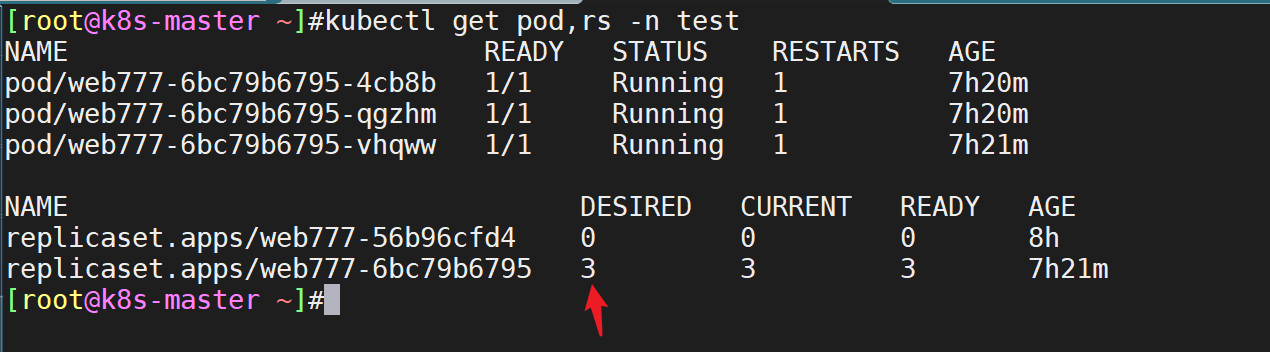 [root@k8s-master ~]#kubectl get pod,rs -n test
NAME READY STATUS RESTARTS AGE
pod/web777-6bc79b6795-4cb8b 1/1 Running 1 7h20m
pod/web777-6bc79b6795-qgzhm 1/1 Running 1 7h20m
pod/web777-6bc79b6795-vhqww 1/1 Running 1 7h21m
NAME DESIRED CURRENT READY AGE
replicaset.apps/web777-56b96cfd4 0 0 0 8h
replicaset.apps/web777-6bc79b6795 3 3 3 7h21m
[root@k8s-master ~]#